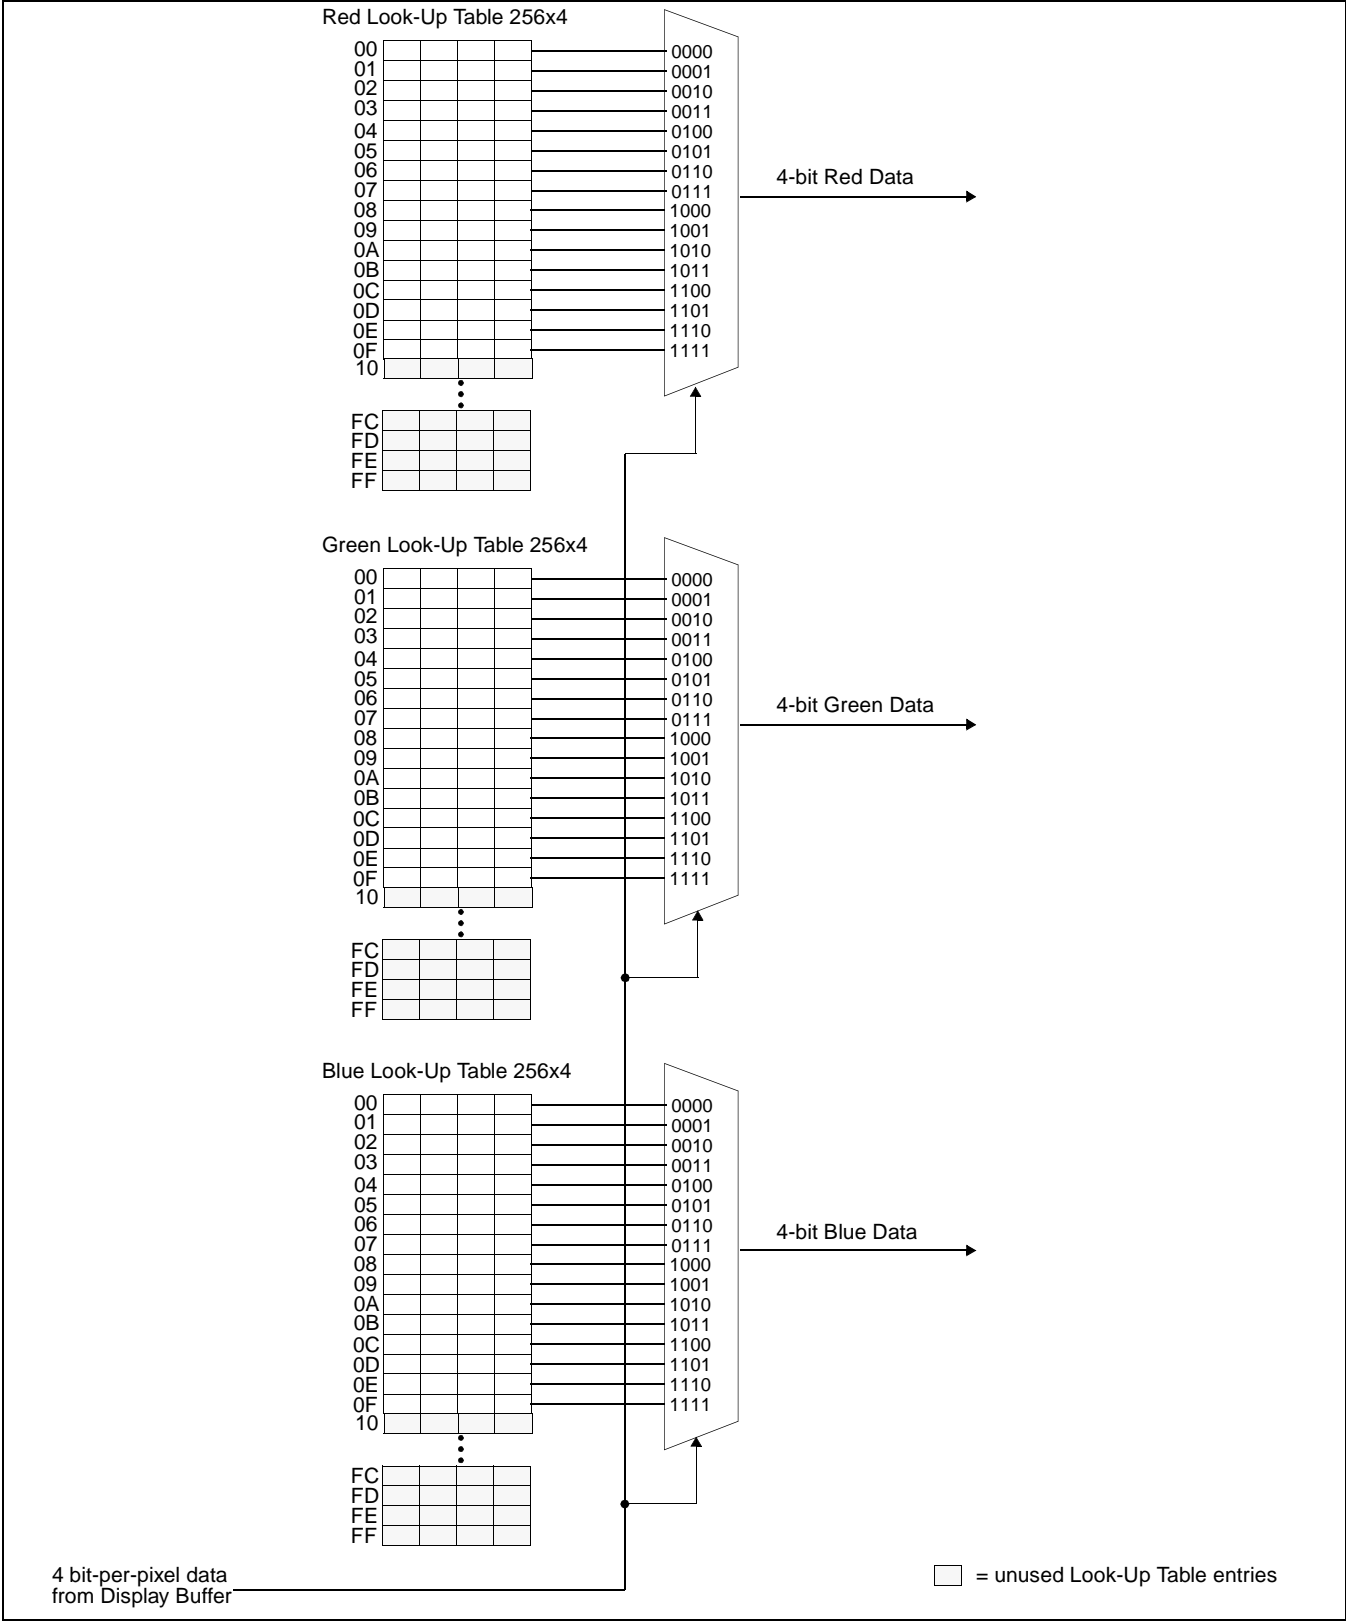 Red Look-Up Table 256x4
00 0000
01 0001
02 0010
03 0011
04 0100
05 0101
06 0110
07 0111
08 1000
09 1001
0A 1010
0B 1011
0C 1100
0D 1101
0E 1110
0F 1111
10
FC
FD
FE
FF
4-bit Red Data
Green Look-Up Table 256x4
00 0000
01 0001
02 0010
03 0011
04 0100
05 0101
06 0110
07 0111
08 1000
09 1001
0A 1010
0B 1011
0C 1100
0D 1101
0E 1110
0F 1111
10
FC
FD
FE
FF
4-bit Green Data
Blue Look-Up Table 256x4
00 0000
01 0001
02 0010
03 0011
04 0100
05 0101
06 0110
07 0111
08 1000
09 1001
0A 1010
0B 1011
0C 1100
0D 1101
0E 1110
0F 1111
10
FC
FD
FE
FF
4-bit Blue Data
4 bit-per-pixel data
from Display Buffer
= unused Look-Up Table entries